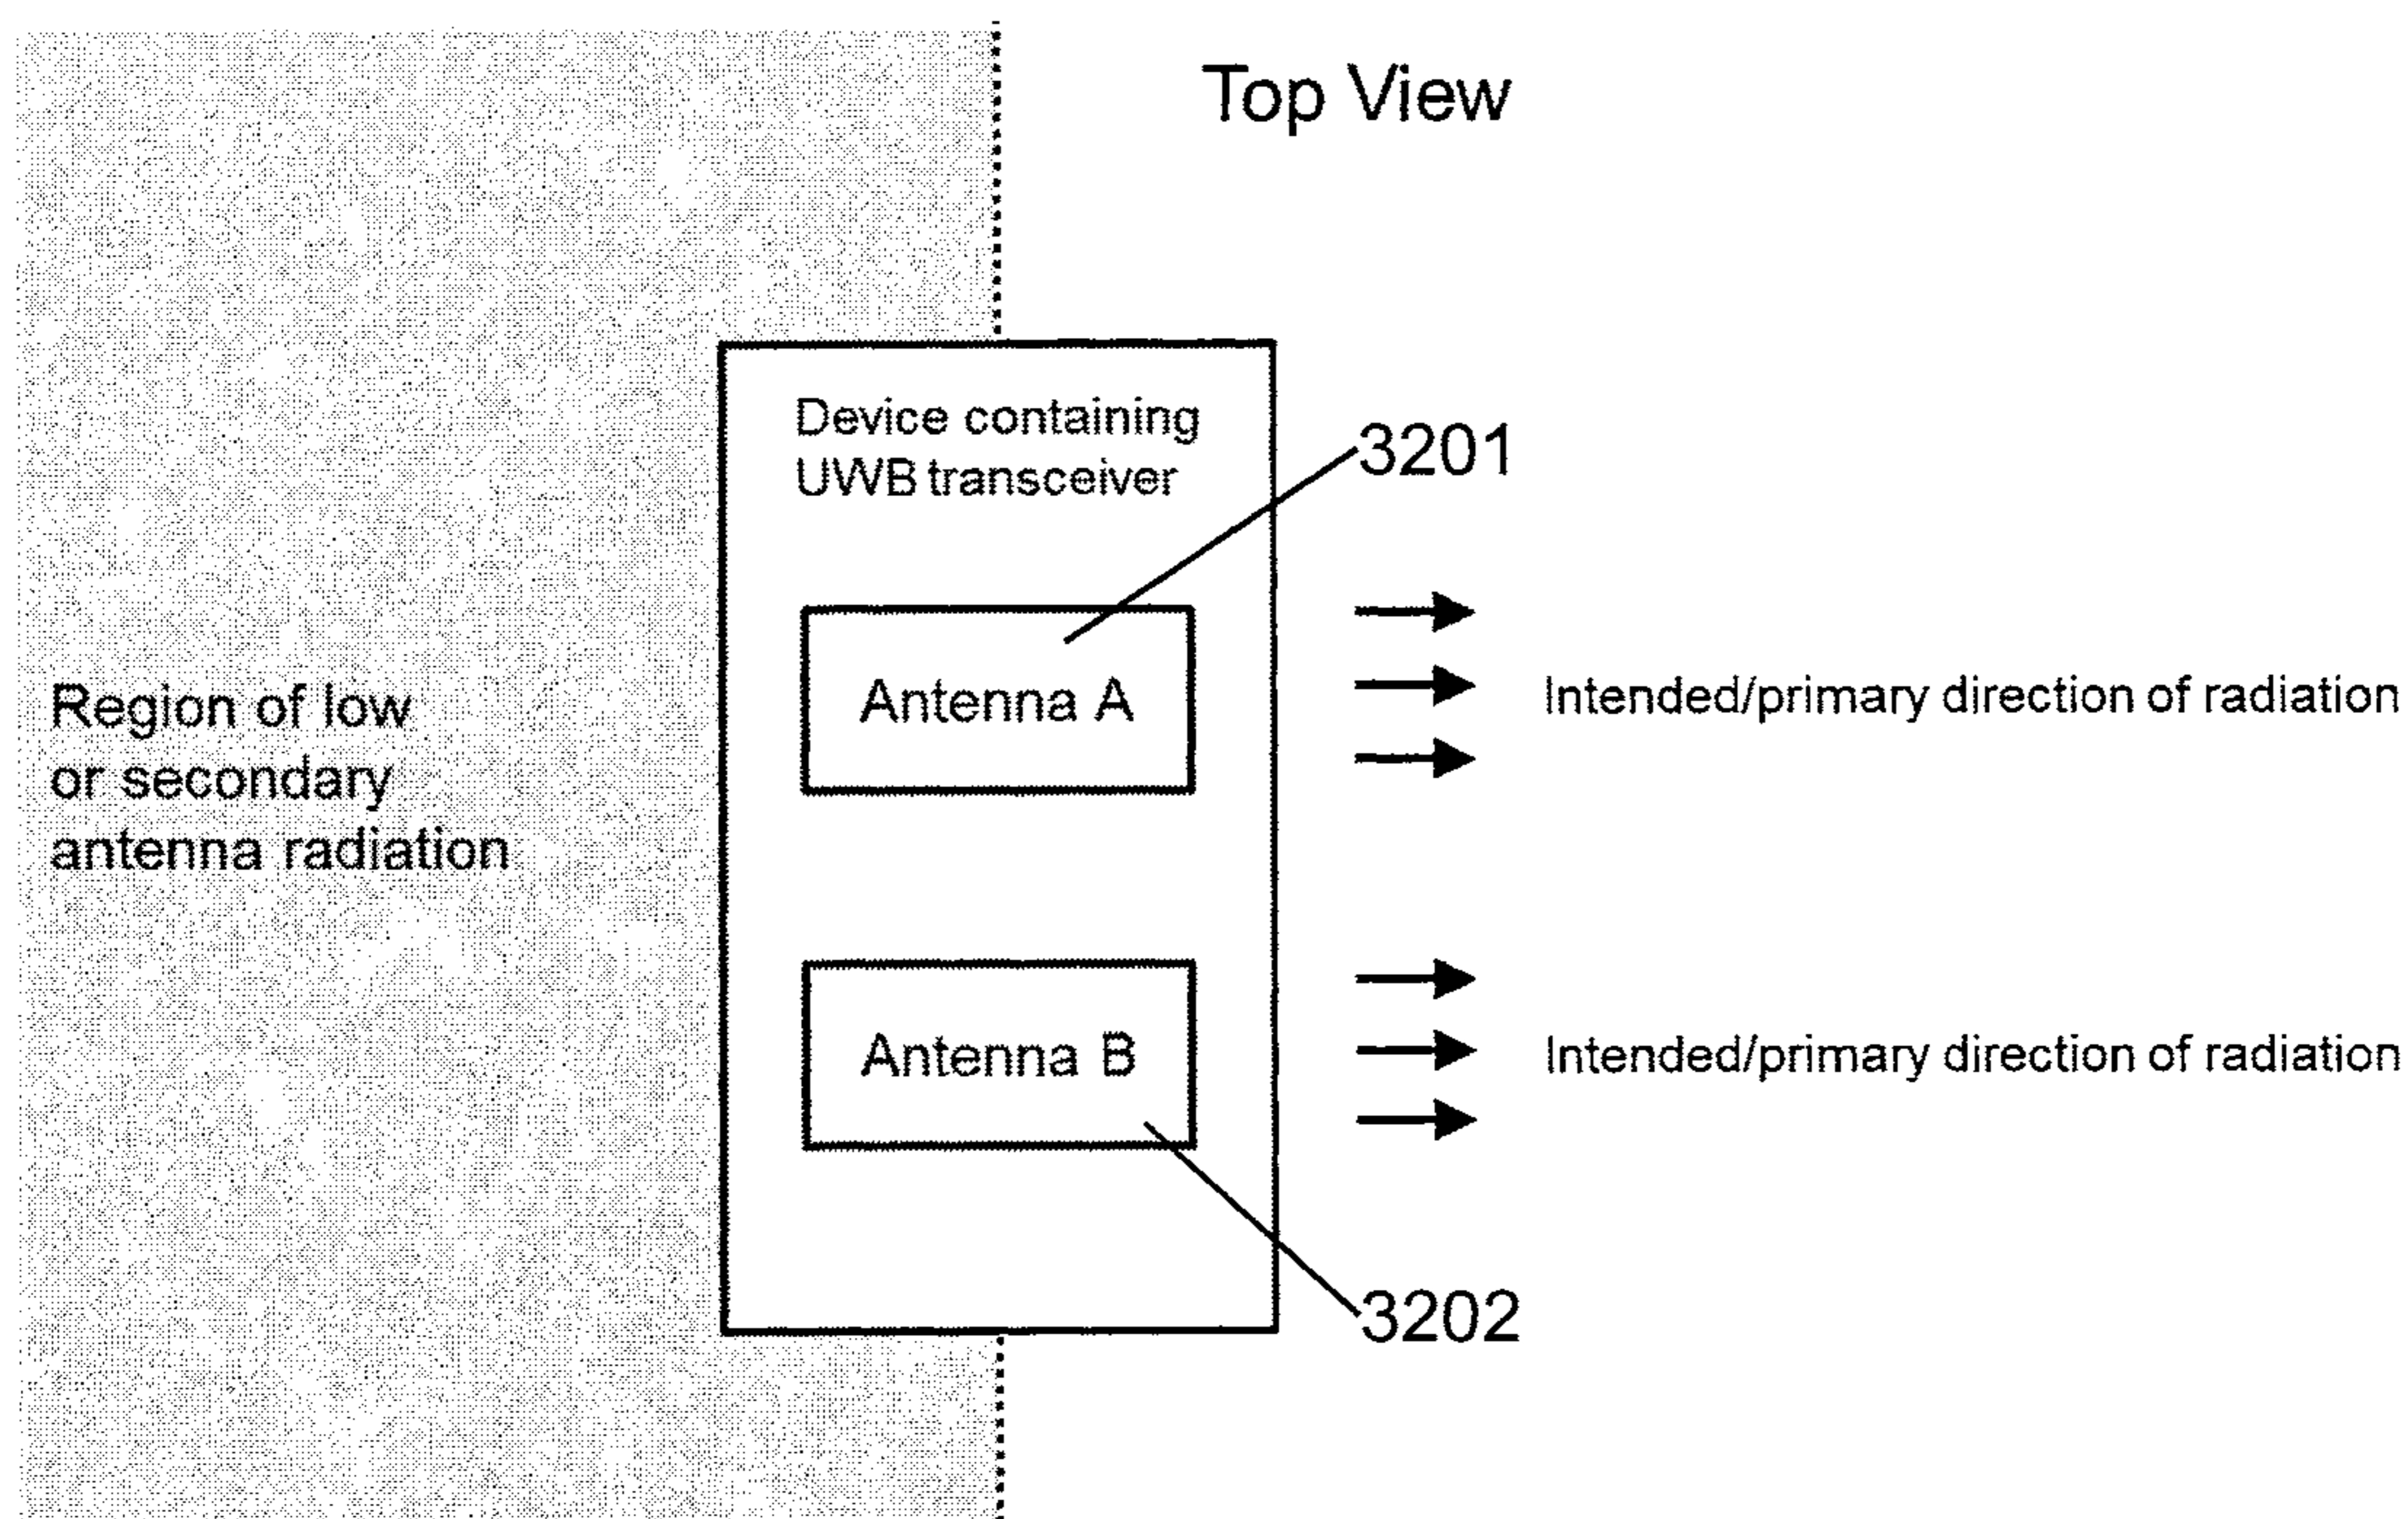 Top View
Device containing
UWB transceiver
3201
Antenna A
Intended/primary direction of radiation
Region of low
or secondary
antenna radiation
Antenna B
Intended/primary direction of radiation
3202